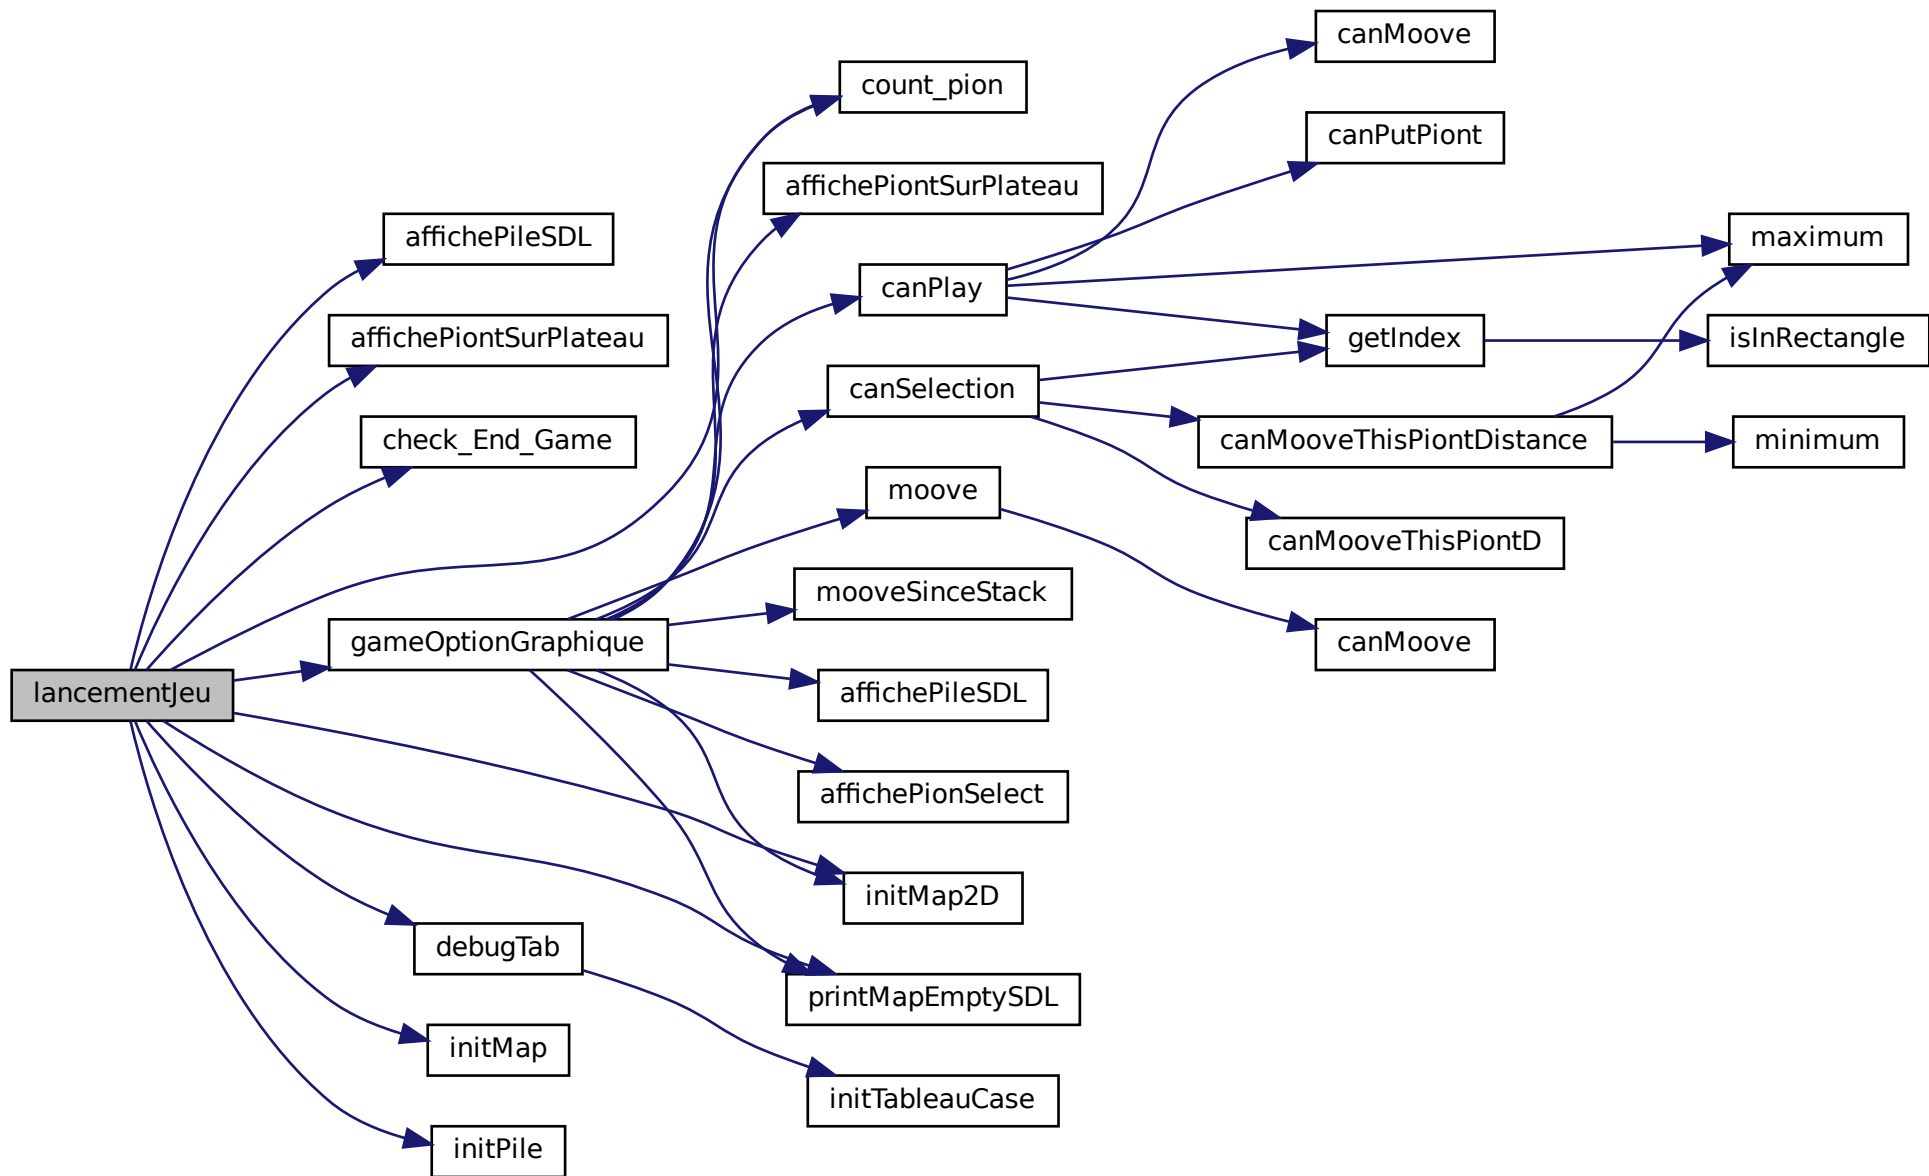 canMoove
count_pion
canPutPiont
affichePiontSurPlateau
affichePileSDL
maximum
canPlay
affichePiontSurPlateau
getIndex
isInRectangle
canSelection
check_End_Game
canMooveThisPiontDistance
minimum
moove
canMooveThisPiontD
mooveSinceStack
gameOptionGraphique
canMoove
lancementJeu
affichePileSDL
affichePionSelect
initMap2D
debugTab
printMapEmptySDL
initMap
initTableauCase
initPile